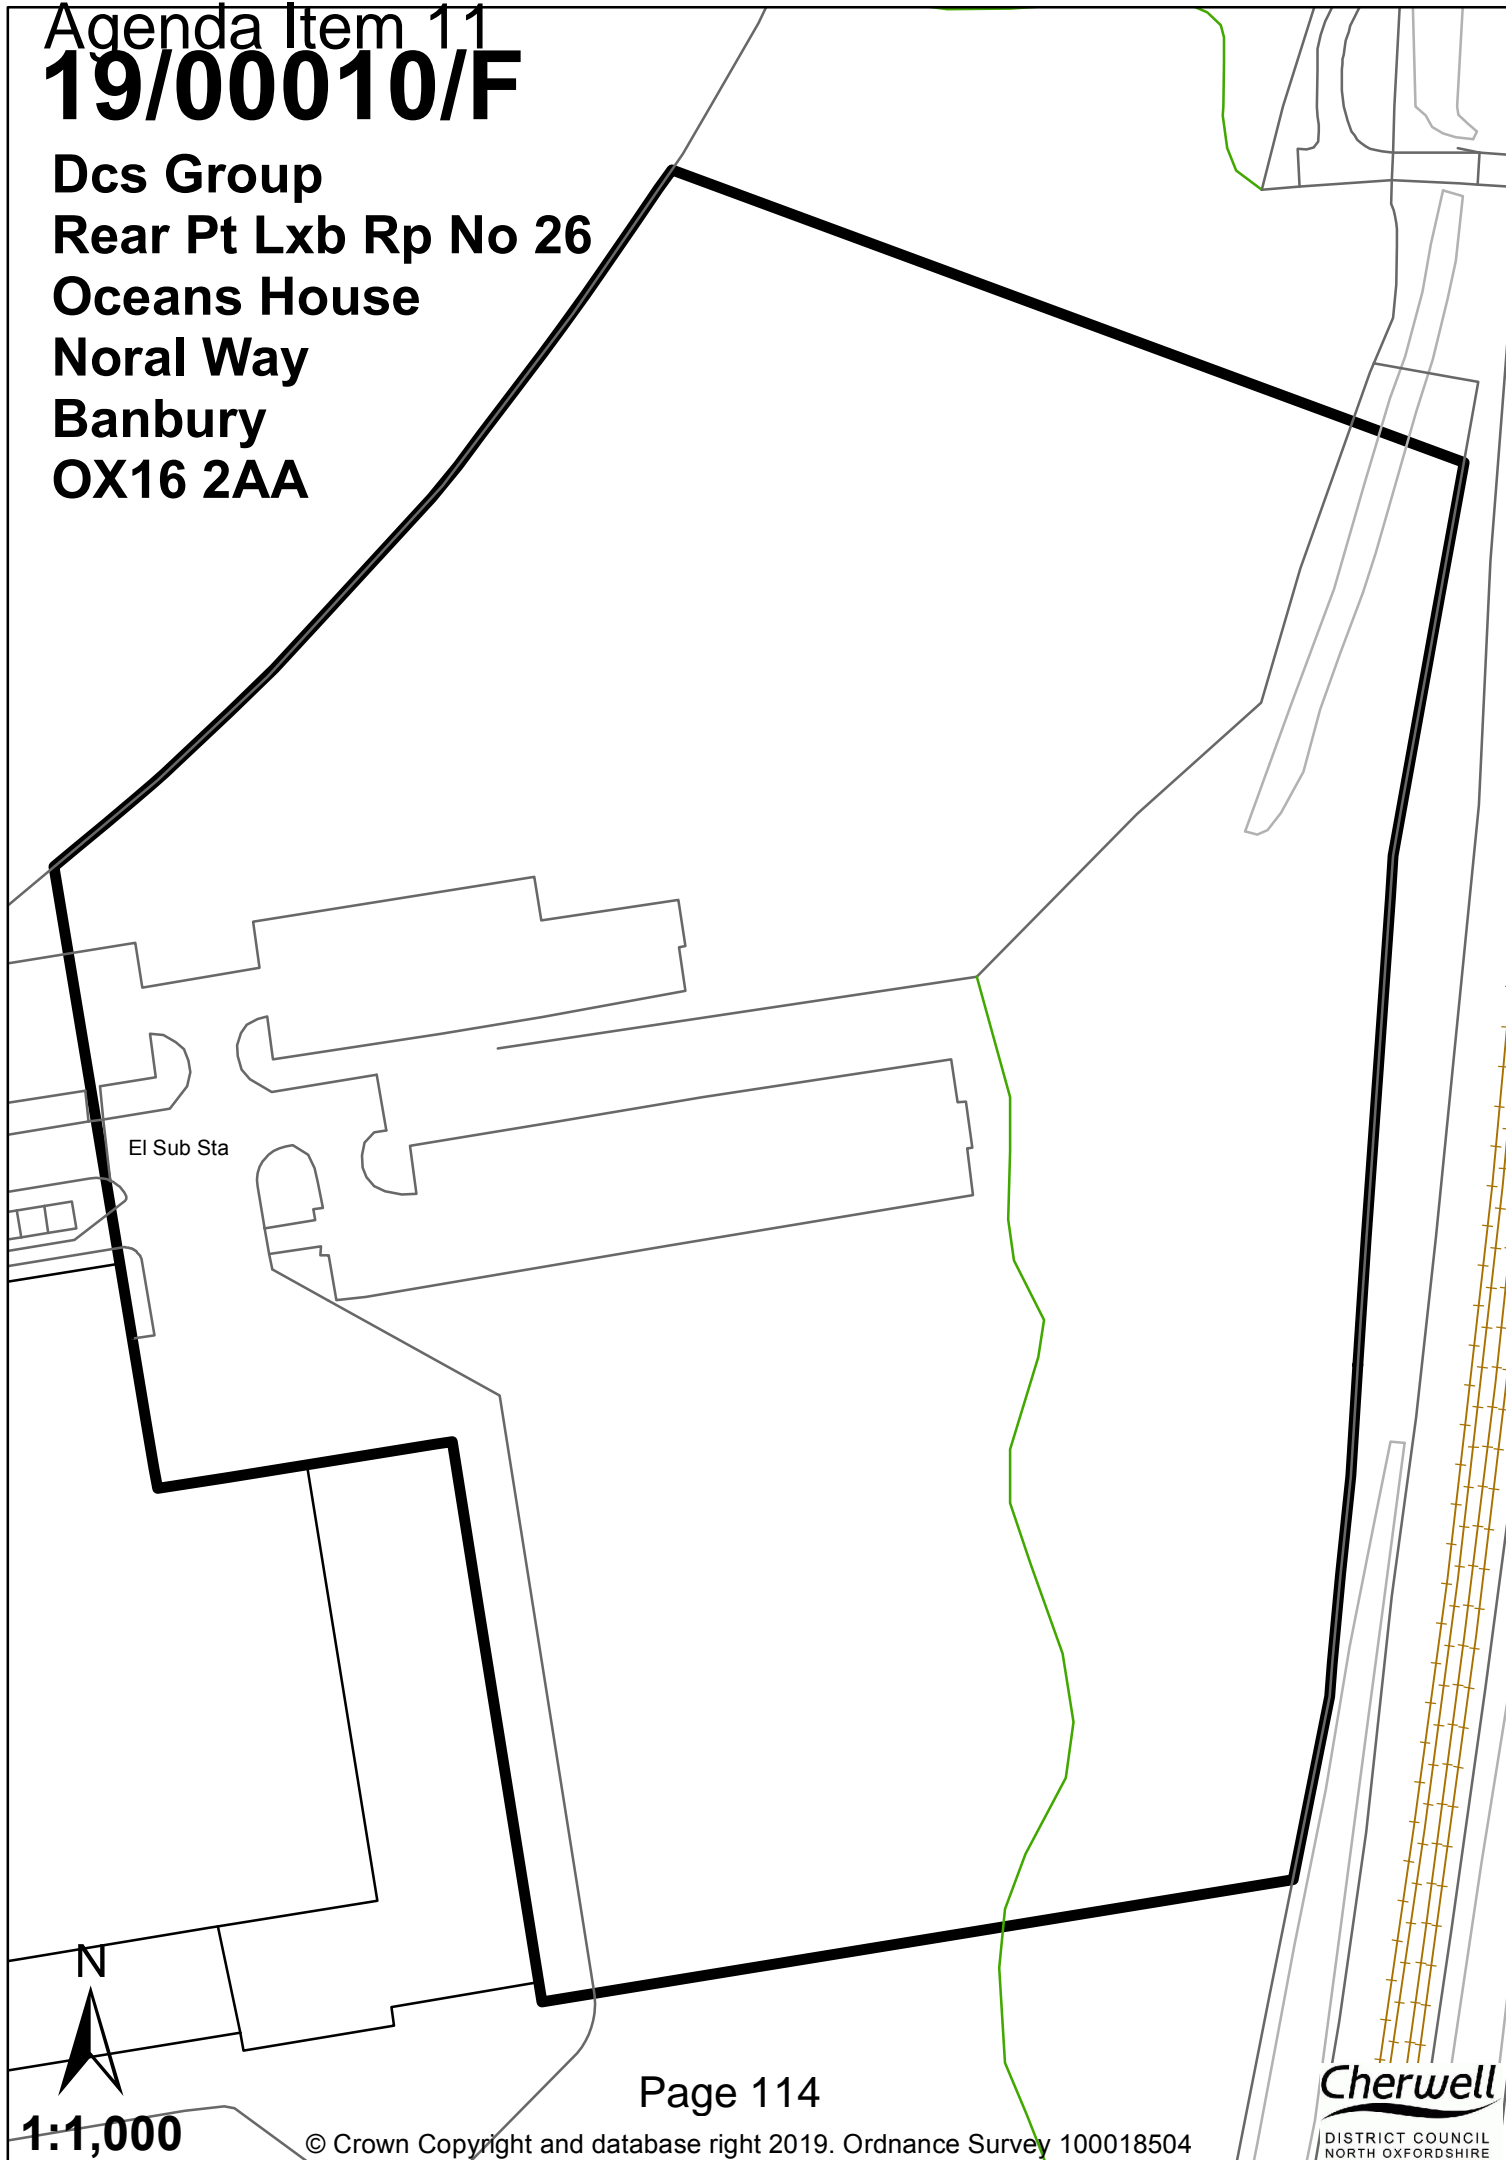 Agenda Item 11
19/00010/F
Dcs Group
Rear Pt Lxb Rp No 26
Oceans House
Noral Way
Banbury
OX16 2AA
El Sub Sta
N
1:1,000
Page 114
© Crown Copyright and database right 2019. Ordnance Survey 100018504
Cherwell
DISTRICT COUNCIL
NORTH OXFORDSHIRE